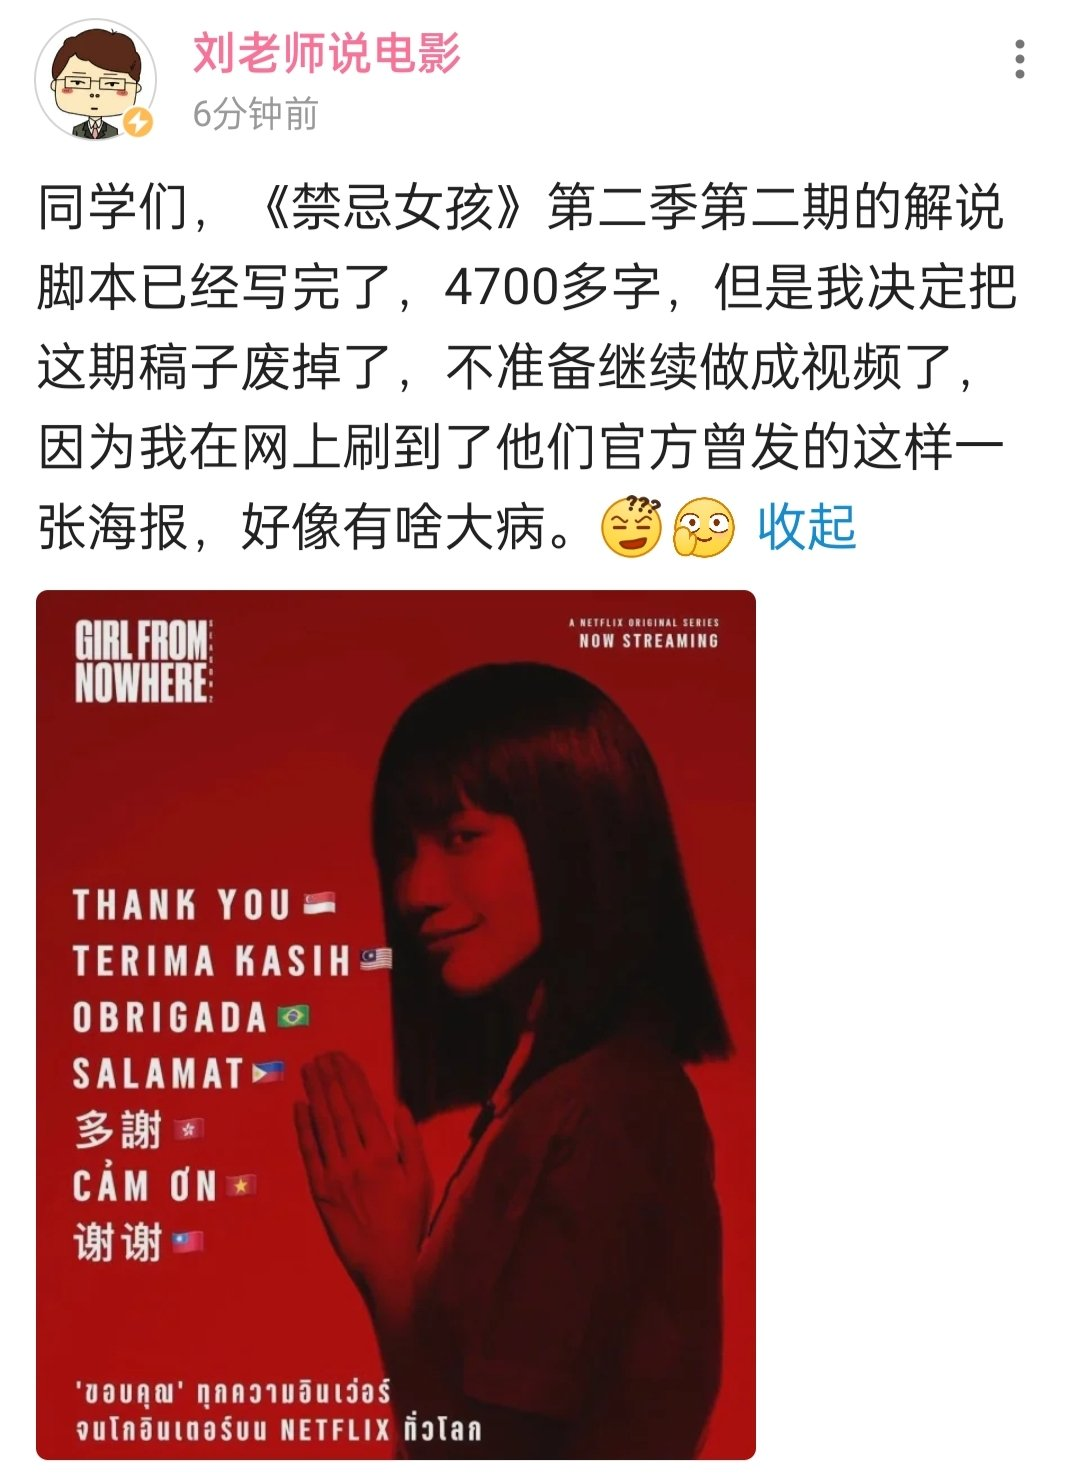 刘老师说电影
6分钟前
同学们，《禁忌女孩》第二季第二期的解说
脚本已经写完了，4700多字，但是我决定把
这期稿子废掉了，不准备继续做成视频了，
因为我在网上刷到了他们官方曾发的这样一
张海报，好像有啥大病。 收起
GIRL FROM
NOWHERE
SEASON 2
A NETFLIX ORIGINAL SERIES
NOW STREAMING
THANK YOU
TERIMA KASIH
OBRIGADA
SALAMAT
多謝
CẢM ƠN
谢谢
'ขอบคุณ' ทุกความอินเว่อร์
จนโกอินเตอร์บน NETFLIX ทั่วโลก